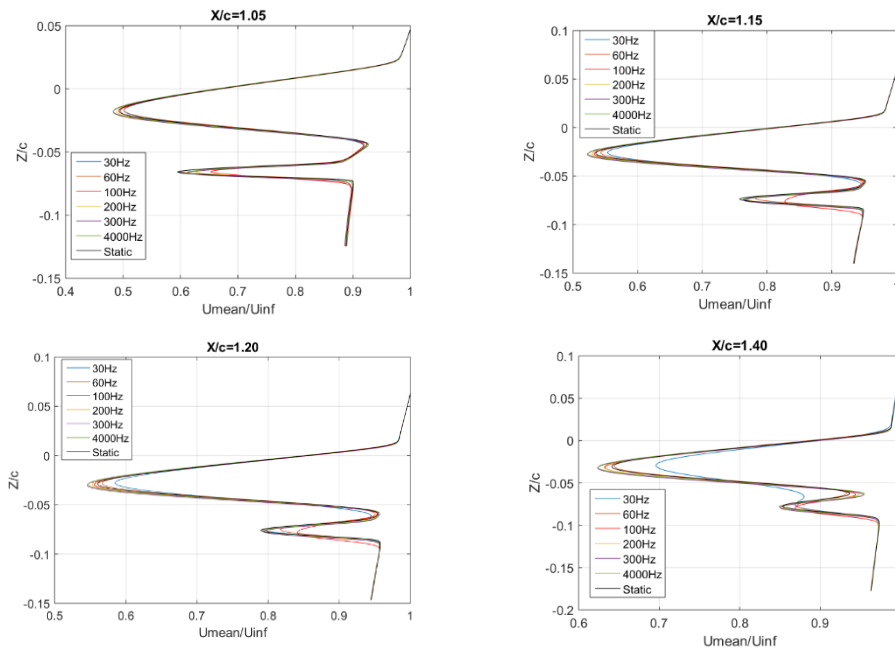 X/c=1.05
0.05
0
-0.05
-0.1
-0.15
Z/c
30Hz
60Hz
100Hz
200Hz
300Hz
4000Hz
Static
0.4 0.5 0.6 0.7 0.8 0.9 1
Umean/Uinf
X/c=1.15
0.1
0.05
0
-0.05
-0.1
-0.15
Z/c
30Hz
60Hz
100Hz
200Hz
300Hz
4000Hz
Static
0.5 0.6 0.7 0.8 0.9 1
Umean/Uinf
X/c=1.20
0.1
0.05
0
-0.05
-0.1
-0.15
Z/c
30Hz
60Hz
100Hz
200Hz
300Hz
4000Hz
Static
0.5 0.6 0.7 0.8 0.9 1
Umean/Uinf
X/c=1.40
0.1
0.05
0
-0.05
-0.1
-0.15
-0.2
Z/c
30Hz
60Hz
100Hz
200Hz
300Hz
4000Hz
Static
0.6 0.7 0.8 0.9
Umean/Uinf